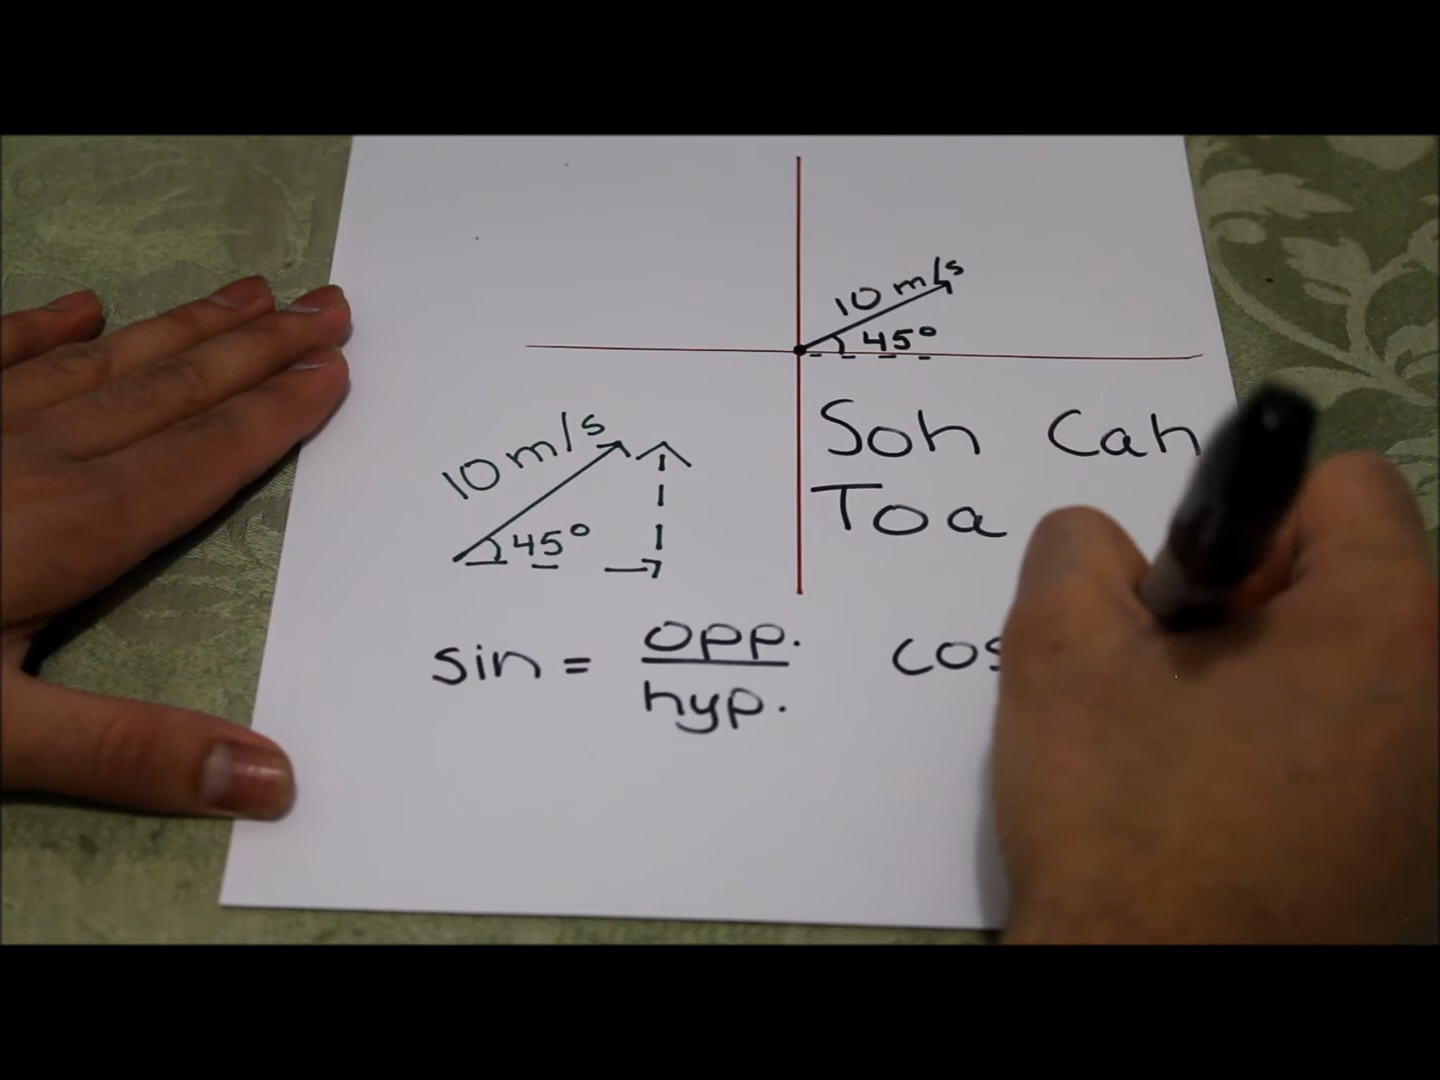 10 m/s
45°
Soh Cah
Toa
10 m/s
45°
sin = opp. / hyp.
cos